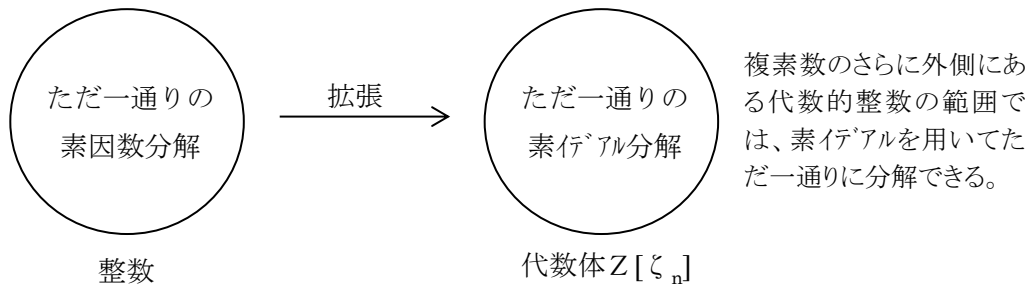 ただ一通りの
素因数分解
拡張
ただ一通りの
素ｲﾃﾞｱﾙ分解
複素数のさらに外側にあ
る代数的整数の範囲で
は、素ｲﾃﾞｱﾙを用いてた
だ一通りに分解できる。
整数
代数体Ｚ[ζn]